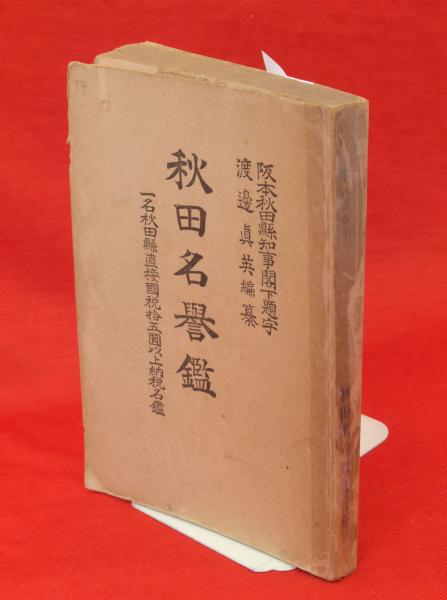 阪本秋田縣知事閣下題字
渡邊眞英編纂
秋田名譽鑑
一名秋田縣直接國税拾五圓以上納税名鑑